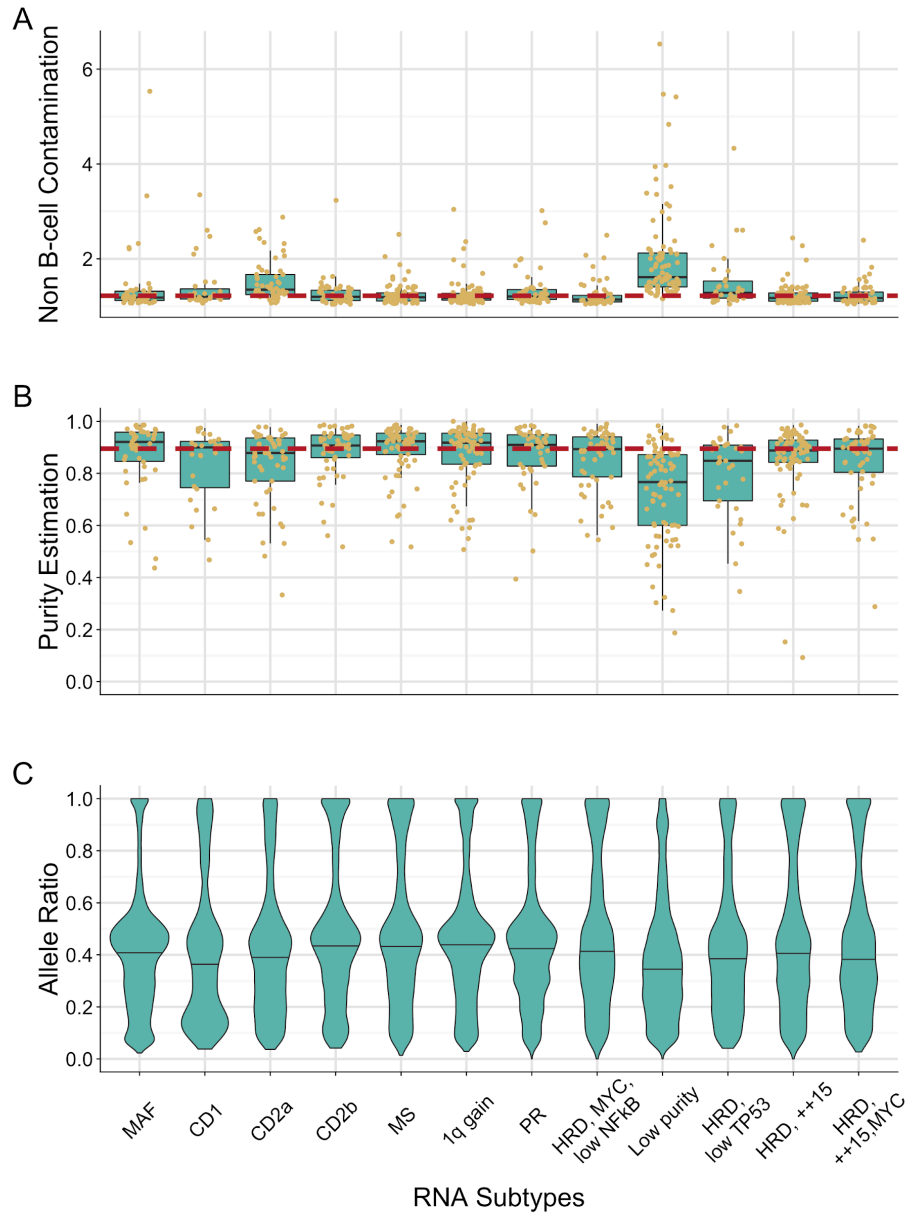 A
Non B-cell Contamination
6
4
2
B
Purity Estimation
1.0
0.8
0.6
0.4
0.2
0.0
C
Allele Ratio
1.0
0.8
0.6
0.4
0.2
0.0
MAF
CD1
CD2a
CD2b
MS
1q gain
PR
HRD, MYC,
low NFkB
Low purity
HRD,
low TP53
HRD, ++15
HRD,
++15,MYC
RNA Subtypes